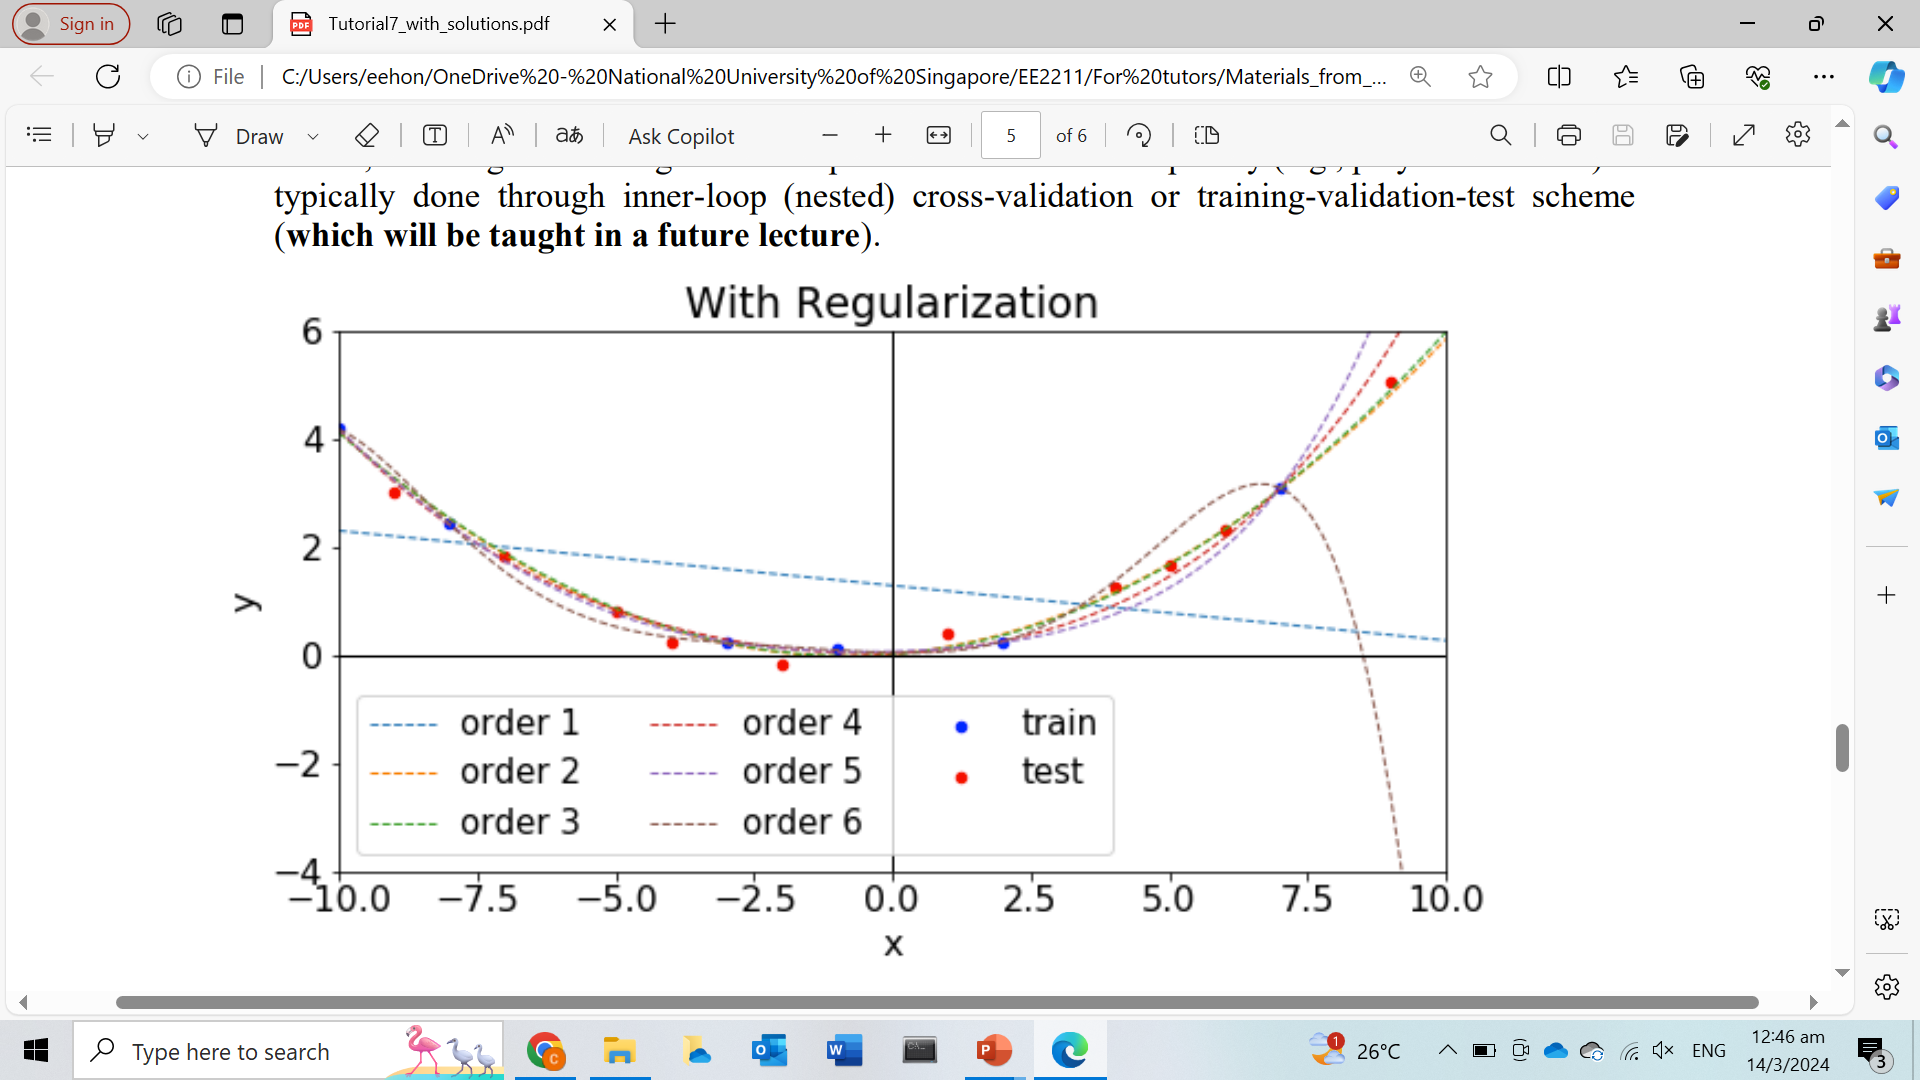 Sign in
Tutorial7_with_solutions.pdf
File
C:/Users/eehon/OneDrive%20-%20National%20University%20of%20Singapore/EE2211/For%20tutors/Materials_from_...
Draw
Ask Copilot
5
of 6
typically done through inner-loop (nested) cross-validation or training-validation-test scheme
(which will be taught in a future lecture).
With Regularization
6
4
2
0
−2
−4
y
order 1
order 4
train
order 2
order 5
test
order 3
order 6
−10.0 −7.5 −5.0 −2.5 0.0 2.5 5.0 7.5 10.0
x
Type here to search
26°C
ENG
12:46 am
14/3/2024
3